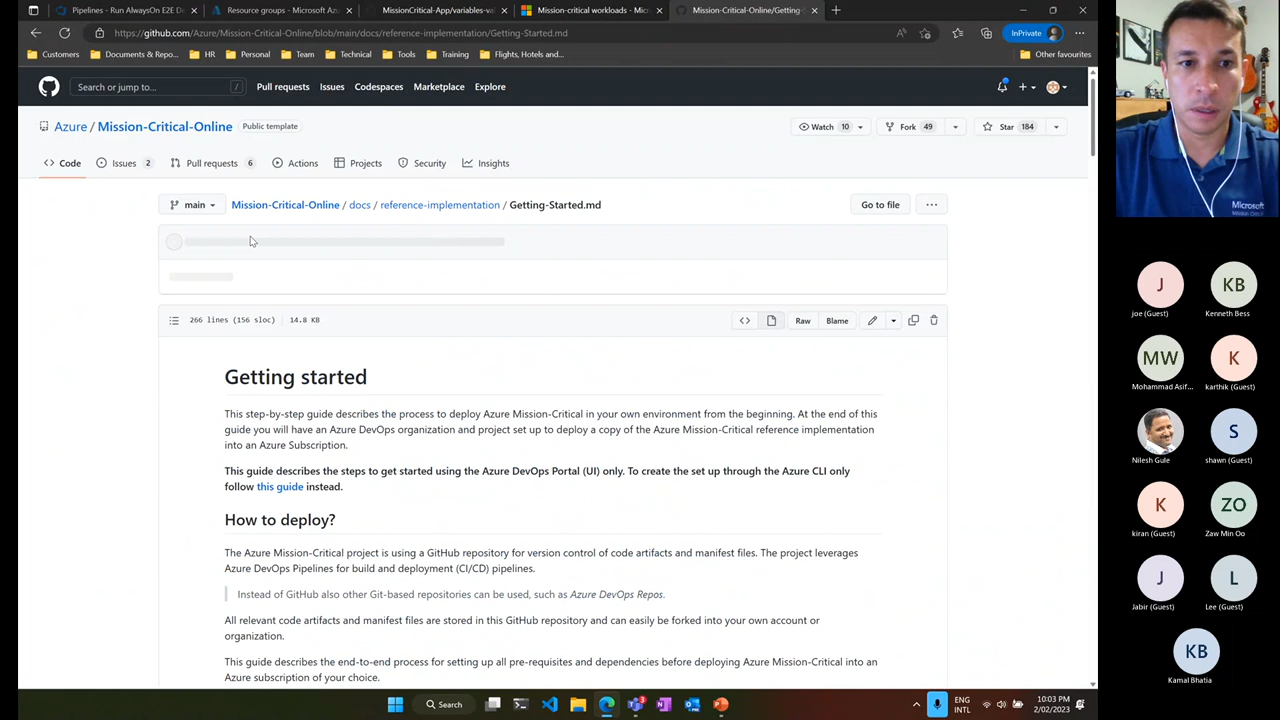 Pipelines - Run AlwaysOn E2E De
Resource groups - Microsoft Az
MissionCritical-App/variables-va
Mission-critical workloads - Micro
Mission-Critical-Online/Getting-S
https://github.com/Azure/Mission-Critical-Online/blob/main/docs/reference-implementation/Getting-Started.md
InPrivate
Customers Documents & Repo... HR Personal Team Technical Tools Training Flights, Hotels and... Other favourites
Search or jump to... / Pull requests Issues Codespaces Marketplace Explore
Azure / Mission-Critical-Online Public template
Watch 10 Fork 49 Star 184
Code Issues 2 Pull requests 6 Actions Projects Security Insights
main Mission-Critical-Online / docs / reference-implementation / Getting-Started.md Go to file ...
266 lines (156 sloc) 14.8 KB Raw Blame
Getting started
This step-by-step guide describes the process to deploy Azure Mission-Critical in your own environment from the beginning. At the end of this
guide you will have an Azure DevOps organization and project set up to deploy a copy of the Azure Mission-Critical reference implementation
into an Azure Subscription.
This guide describes the steps to get started using the Azure DevOps Portal (UI) only. To create the set up through the Azure CLI only
follow this guide instead.
How to deploy?
The Azure Mission-Critical project is using a GitHub repository for version control of code artifacts and manifest files. The project leverages
Azure DevOps Pipelines for build and deployment (CI/CD) pipelines.
Instead of GitHub also other Git-based repositories can be used, such as Azure DevOps Repos.
All relevant code artifacts and manifest files are stored in this GitHub repository and can easily be forked into your own account or
organization.
This guide describes the end-to-end process for setting up all pre-requisites and dependencies before deploying Azure Mission-Critical into an
Azure subscription of your choice.
Search
ENG
INTL
10:03 PM
2/02/2023
Microsoft
J KB
joe (Guest) Kenneth Bess
MW K
Mohammad Asif... karthik (Guest)
S
Nilesh Gule shawn (Guest)
K ZO
kiran (Guest) Zaw Min Oo
J L
Jabir (Guest) Lee (Guest)
KB
Kamal Bhatia